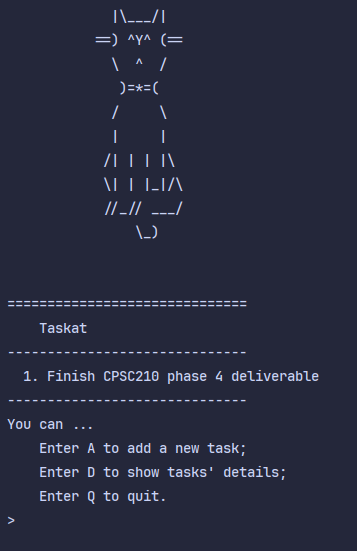 |\___/|
==) ^Y^ (==
\  ^  /
)=*=(
/     \
|     |
/| | | |\
\| | |_|/\
//_// ___/
\_)
==============================
Taskat
------------------------------
1. Finish CPSC210 phase 4 deliverable
------------------------------
You can ...
Enter A to add a new task;
Enter D to show tasks' details;
Enter Q to quit.
>